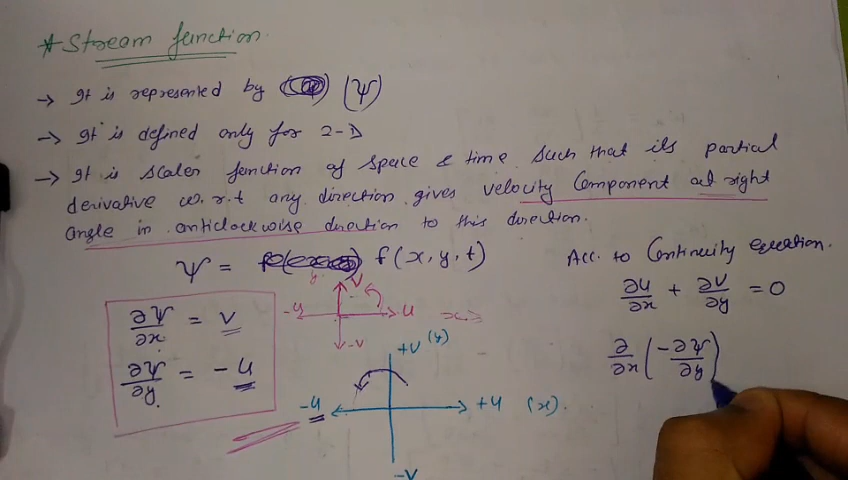 * Stream function.
→ It is represented by (ψ)
→ It is defined only for 2-D
→ It is scaler function of space & time such that its partial
derivative w.r.t any direction gives velocity component at right
angle in anticlockwise direction to this direction.
ψ = f(x, y, t)
Acc. to Continuity equation.
∂u/∂x + ∂v/∂y = 0
∂/∂x (-∂ψ/∂y)
∂ψ/∂x = v
∂ψ/∂y = -u
y.
v
-u
u
-v
+v (y)
-u
+u (x).
-v